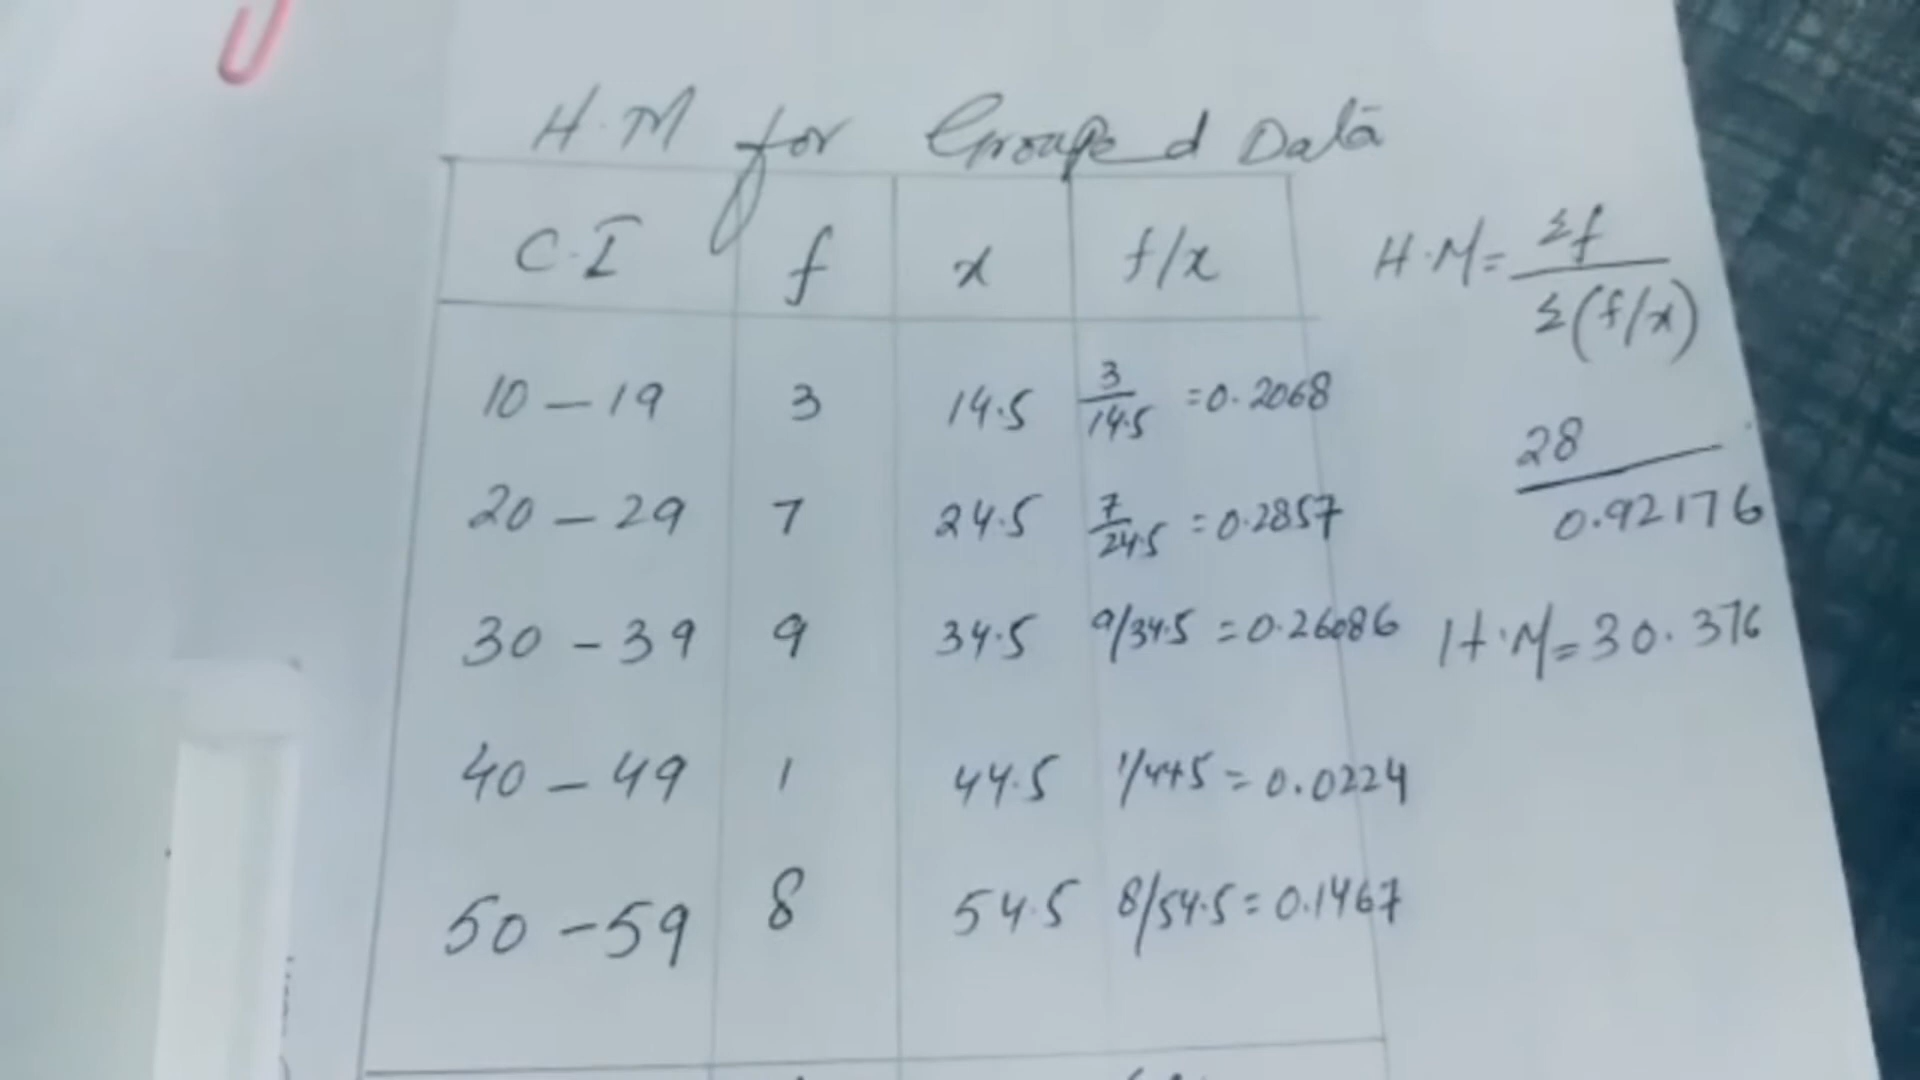 H.M for Grouped Data
C.I f x f/x
H.M = Σf / Σ(f/x)
10 – 19 3 14.5 3/14.5 = 0.2068
28 / 0.92176
20 – 29 7 24.5 7/24.5 = 0.2857
30 – 39 9 34.5 9/34.5 = 0.26086
H.M = 30.376
40 – 49 1 44.5 1/44.5 = 0.0224
50 – 59 8 54.5 8/54.5 = 0.1467